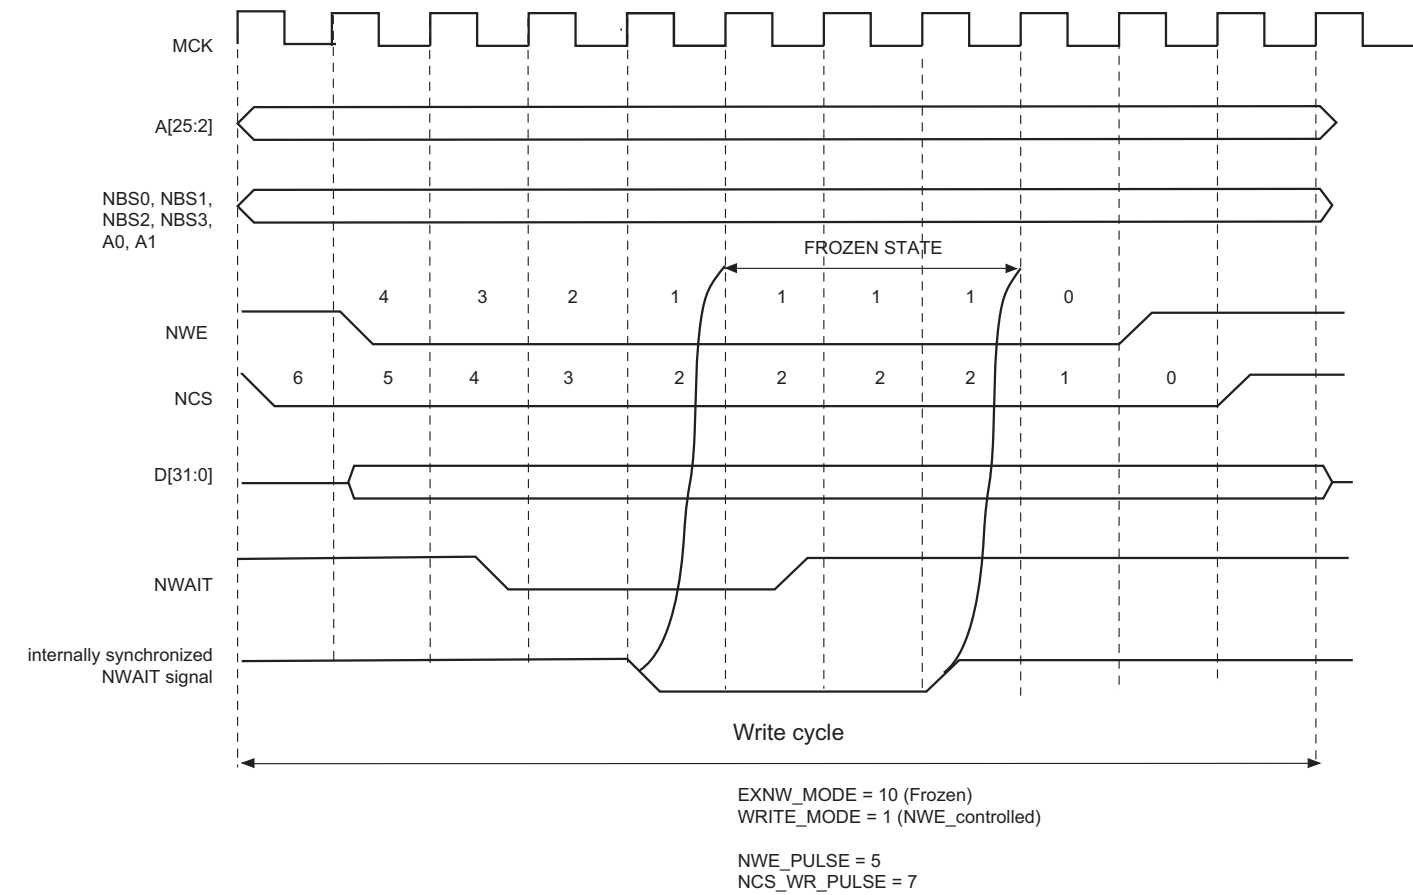 MCK
A[25:2]
NBS0, NBS1,
NBS2, NBS3,
A0, A1
FROZEN STATE
4 3 2 1 1 1 1 0
NWE
6 5 4 3 2 2 2 2 1 0
NCS
D[31:0]
NWAIT
internally synchronized
NWAIT signal
Write cycle
EXNW_MODE = 10 (Frozen)
WRITE_MODE = 1 (NWE_controlled)
NWE_PULSE = 5
NCS_WR_PULSE = 7